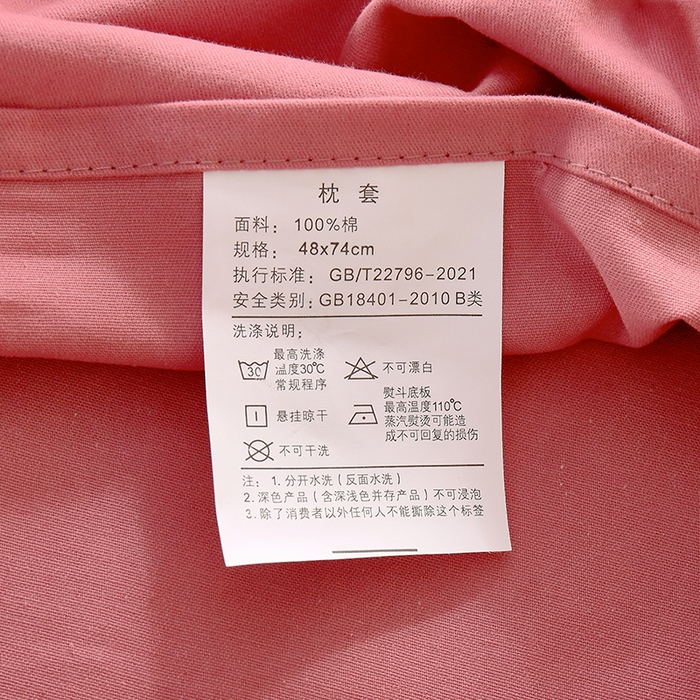 枕套
面料：100%棉
规格：48x74cm
执行标准：GB/T22796-2021
安全类别：GB18401-2010 B类
洗涤说明：
30
最高洗涤
温度30℃
常规程序
不可漂白
悬挂晾干
熨斗底板
最高温度110℃
蒸汽熨烫可能造
成不可回复的损伤
不可干洗
注：1.分开水洗（反面水洗）
2.深色产品（含深浅色并存产品）不可浸泡
3.除了消费者以外任何人不能撕除这个标签